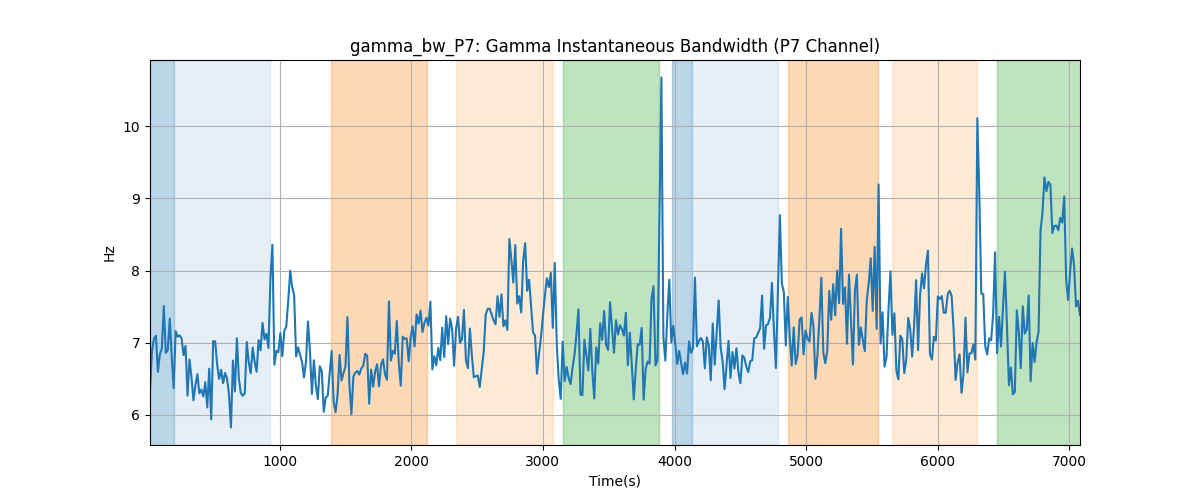 gamma_bw_P7: Gamma Instantaneous Bandwidth (P7 Channel)
Hz
10
9
8
7
6
1000 2000 3000 4000 5000 6000 7000
Time(s)